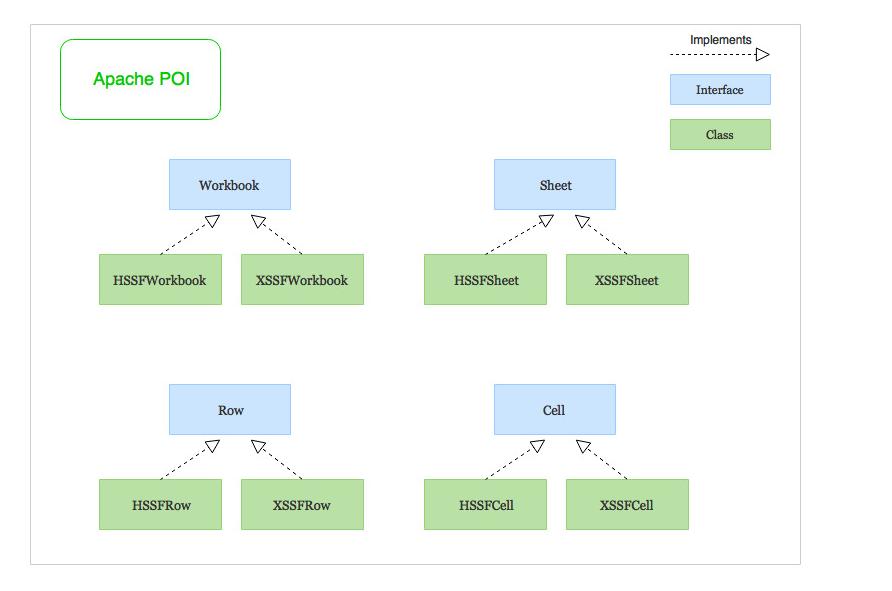 Implements
Apache POI
Interface
Class
Workbook
Sheet
HSSFWorkbook
XSSFWorkbook
HSSFSheet
XSSFSheet
Row
Cell
HSSFRow
XSSFRow
HSSFCell
XSSFCell